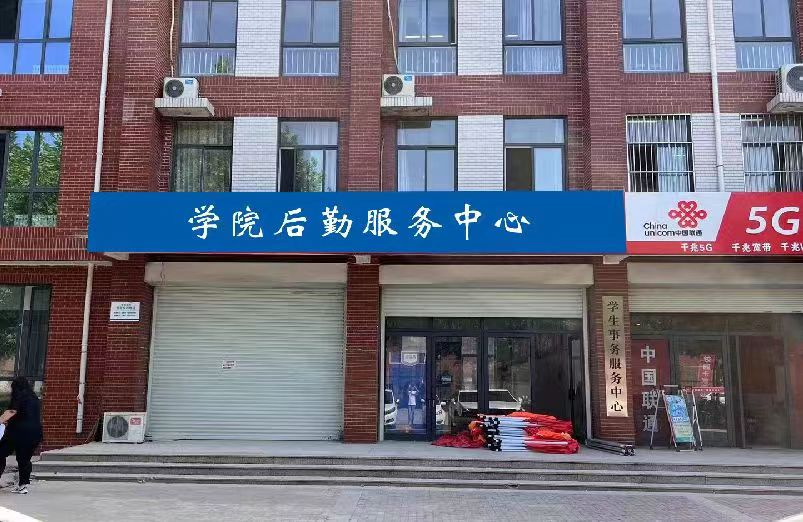 学院后勤服务中心
China
unicom中国联通
5G
千兆5G 千兆宽带
学生事务服务中心
中国联通